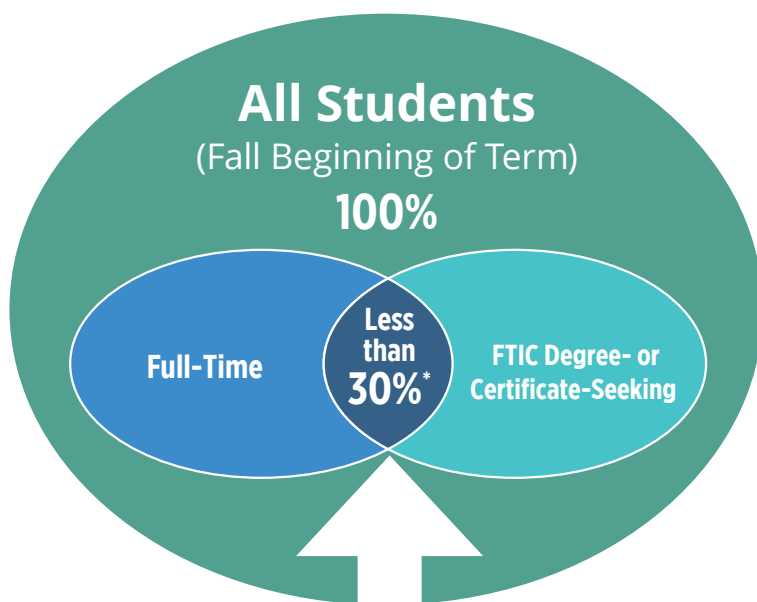 All Students
(Fall Beginning of Term)
100%
Full-Time
Less
than
30%*
FTIC Degree- or
Certificate-Seeking